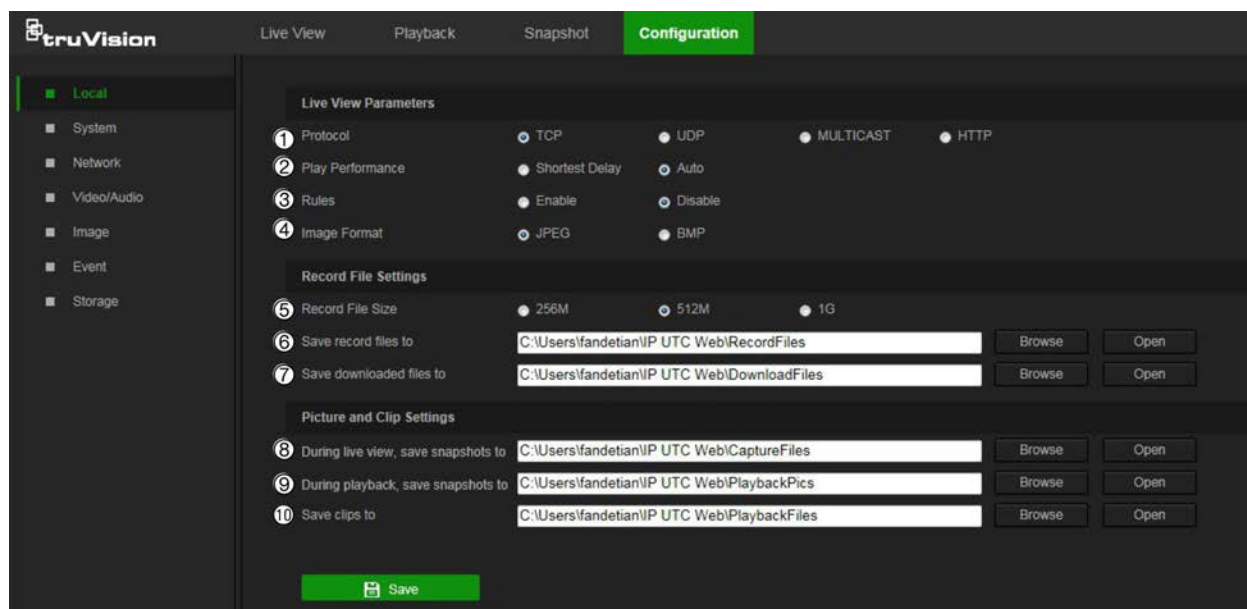 truVision Live View Playback Snapshot Configuration
Local
System
Network
Video/Audio
Image
Event
Storage
Live View Parameters
① Protocol TCP UDP MULTICAST HTTP
② Play Performance Shortest Delay Auto
③ Rules Enable Disable
④ Image Format JPEG BMP
Record File Settings
⑤ Record File Size 256M 512M 1G
⑥ Save record files to C:\Users\fandetian\IP UTC Web\RecordFiles Browse Open
⑦ Save downloaded files to C:\Users\fandetian\IP UTC Web\DownloadFiles Browse Open
Picture and Clip Settings
⑧ During live view, save snapshots to C:\Users\fandetian\IP UTC Web\CaptureFiles Browse Open
⑨ During playback, save snapshots to C:\Users\fandetian\IP UTC Web\PlaybackPics Browse Open
⑩ Save clips to C:\Users\fandetian\IP UTC Web\PlaybackFiles Browse Open
Save